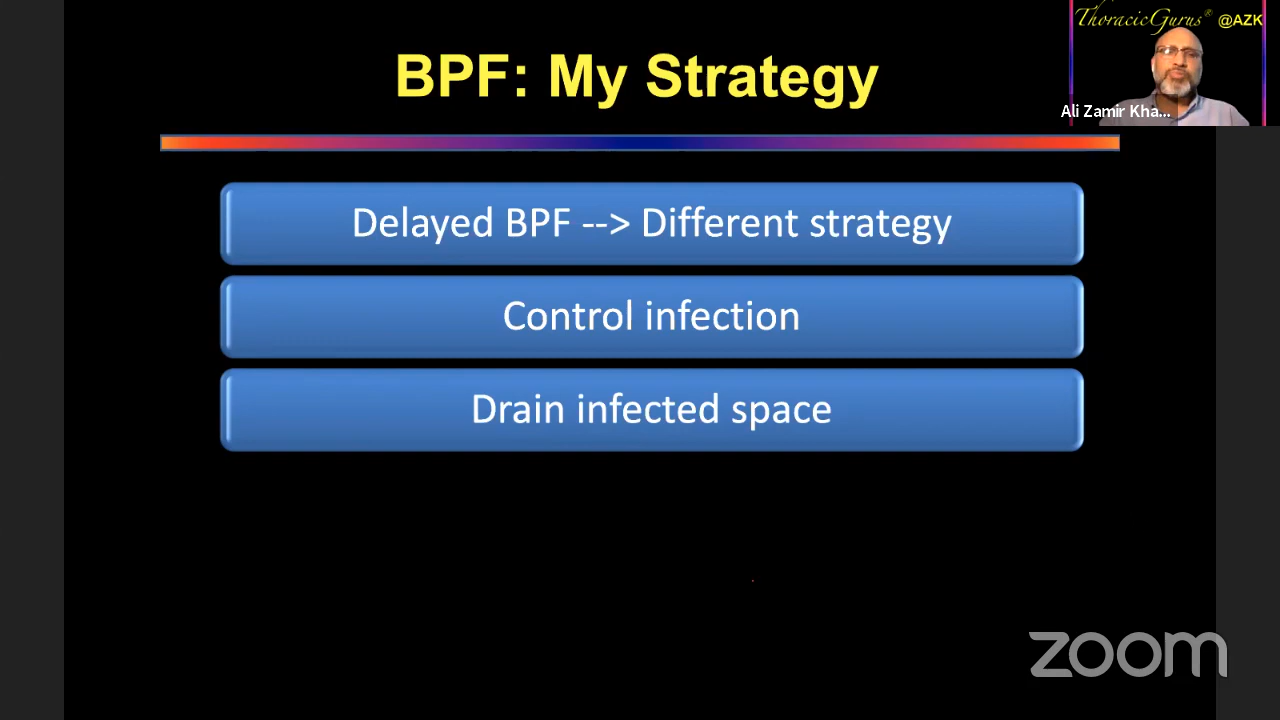 ThoracicGurus® @AZK
BPF: My Strategy
Ali Zamir Kha...
Delayed BPF --> Different strategy
Control infection
Drain infected space
zoom